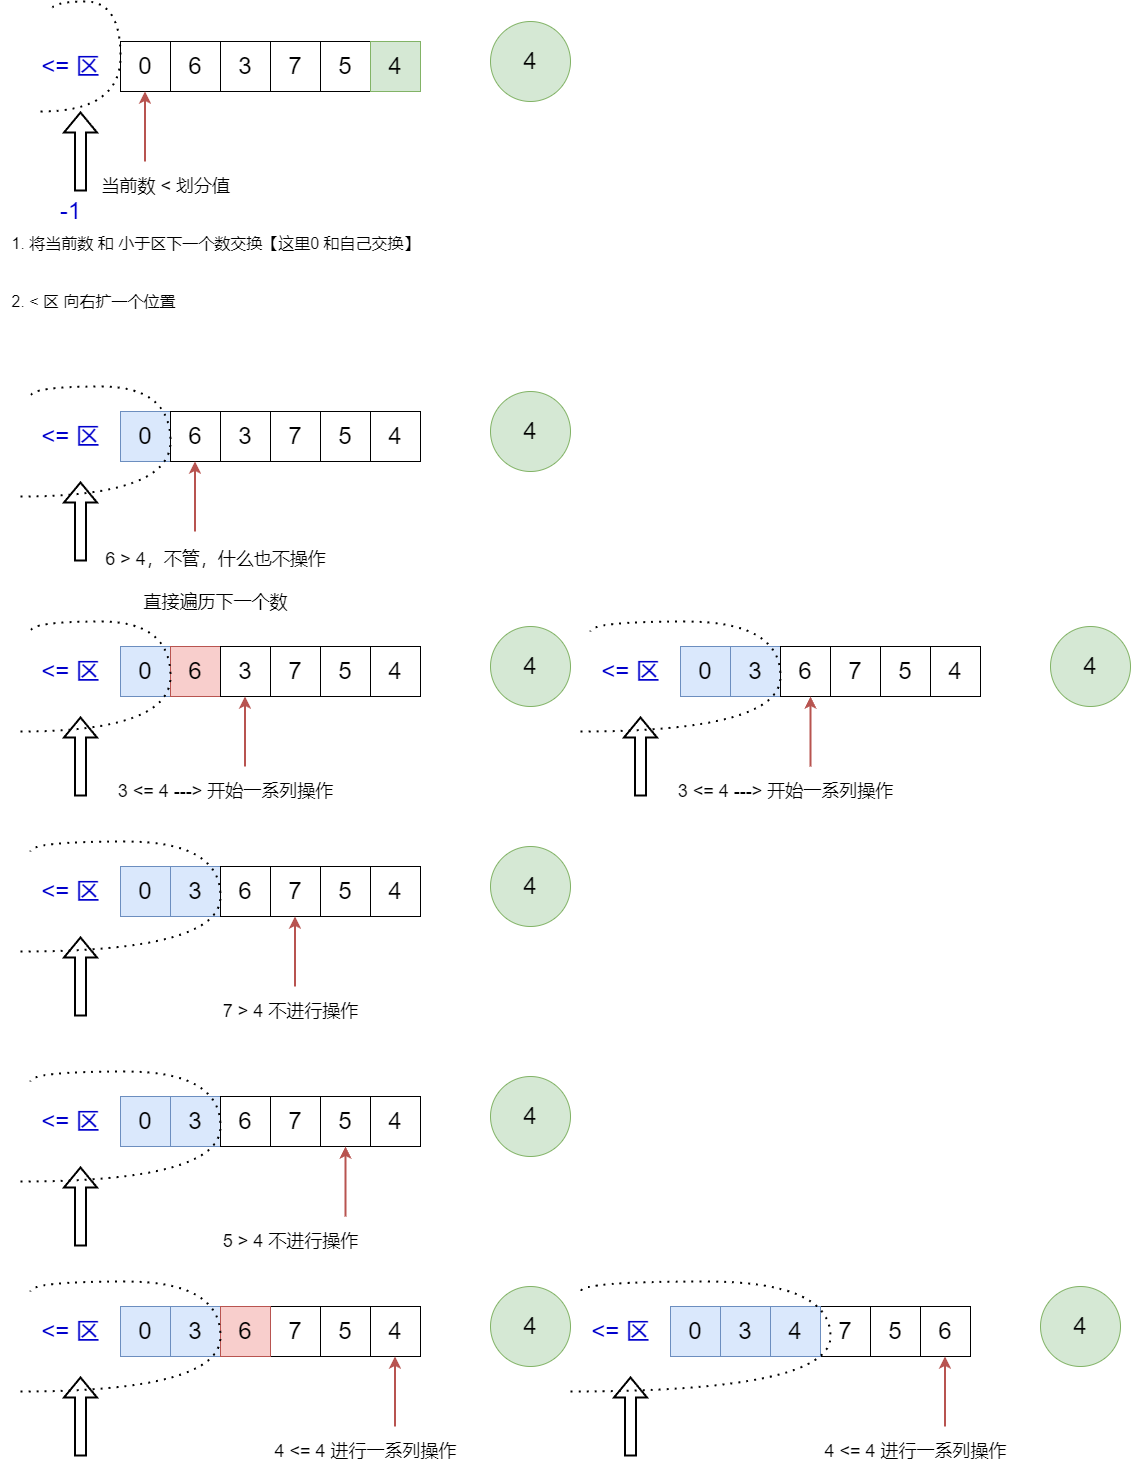 <= 区 0 6 3 7 5 4 4
当前数 < 划分值
-1
1. 将当前数 和 小于区下一个数交换【这里0 和自己交换】
2. < 区 向右扩一个位置
<= 区 0 6 3 7 5 4 4
6 > 4，不管，什么也不操作
直接遍历下一个数
<= 区 0 6 3 7 5 4 4
3 <= 4 ---> 开始一系列操作
<= 区 0 3 6 7 5 4 4
3 <= 4 ---> 开始一系列操作
<= 区 0 3 6 7 5 4 4
7 > 4 不进行操作
<= 区 0 3 6 7 5 4 4
5 > 4 不进行操作
<= 区 0 3 6 7 5 4 4
4 <= 4 进行一系列操作
<= 区 0 3 4 7 5 6 4
4 <= 4 进行一系列操作